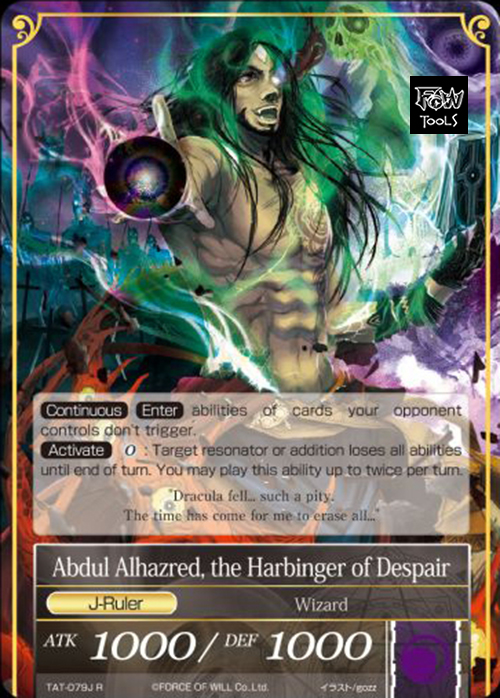 FOW
TOOLS
Continuous Enter abilities of cards your opponent
controls don't trigger.
Activate 0 : Target resonator or addition loses all abilities
until end of turn. You may play this ability up to twice per turn.
"Dracula fell... such a pity.
The time has come for me to erase all..."
Abdul Alhazred, the Harbinger of Despair
J-Ruler Wizard
ATK 1000 / DEF 1000
TAT-079J R ©FORCE OF WILL Co.,Ltd. イラスト/gozz